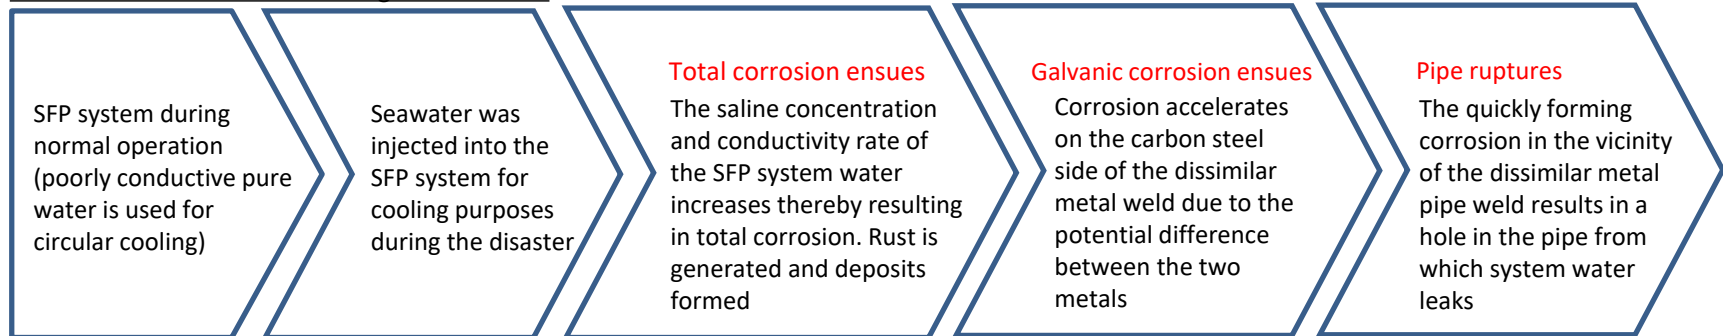 SFP system during
normal operation
(poorly conductive pure
water is used for
circular cooling)
Seawater was
injected into the
SFP system for
cooling purposes
during the disaster
Total corrosion ensues
The saline concentration
and conductivity rate of
the SFP system water
increases thereby resulting
in total corrosion. Rust is
generated and deposits
formed
Galvanic corrosion ensues
Corrosion accelerates
on the carbon steel
side of the dissimilar
metal weld due to the
potential difference
between the two
metals
Pipe ruptures
The quickly forming
corrosion in the vicinity
of the dissimilar metal
pipe weld results in a
hole in the pipe from
which system water
leaks